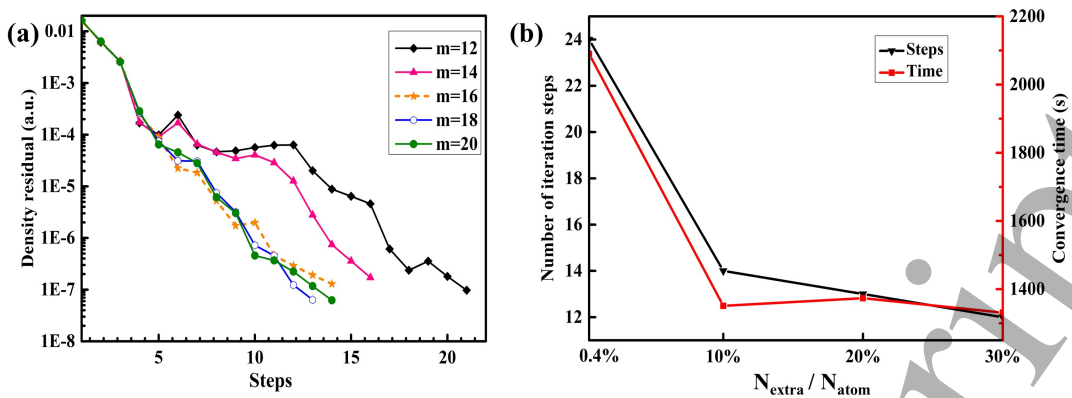 (a)
0.01
1E-3
1E-4
1E-5
1E-6
1E-7
1E-8
Density residual (a.u.)
5
10
15
20
Steps
m=12
m=14
m=16
m=18
m=20
(b)
24
22
20
18
16
14
12
Number of iteration steps
0.4%
10%
20%
30%
N_extra / N_atom
Steps
Time
2200
2000
1800
1600
1400
1200
Convergence time (s)